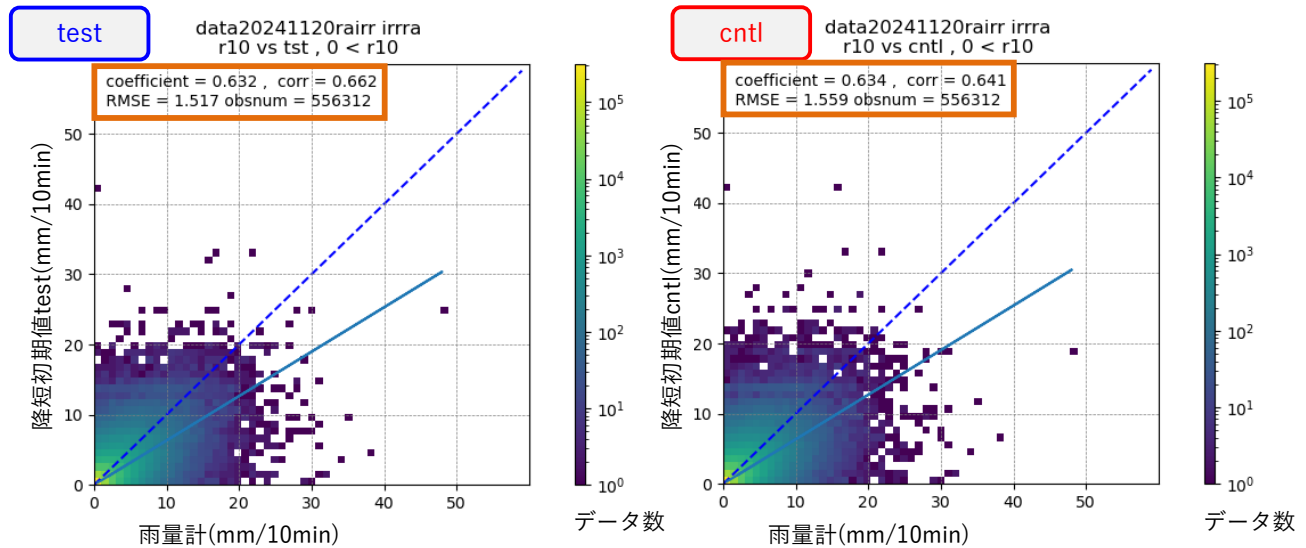 test
data20241120rairr irrra
r10 vs tst , 0 < r10
coefficient = 0.632 ,  corr = 0.662
RMSE = 1.517 obsnum = 556312
降短初期値test(mm/10min)
50
40
30
20
10
0
0 10 20 30 40 50
雨量計(mm/10min)
10^5
10^4
10^3
10^2
10^1
10^0
データ数
cntl
data20241120rairr irrra
r10 vs cntl , 0 < r10
coefficient = 0.634 ,  corr = 0.641
RMSE = 1.559 obsnum = 556312
降短初期値cntl(mm/10min)
50
40
30
20
10
0
0 10 20 30 40 50
雨量計(mm/10min)
10^5
10^4
10^3
10^2
10^1
10^0
データ数